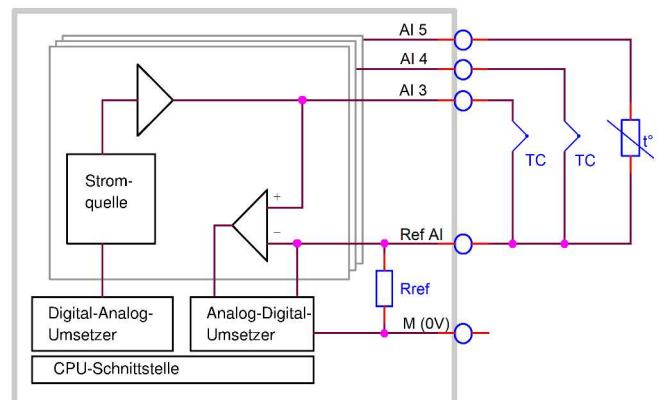 AI 5
AI 4
AI 3
TC
TC
t°
Strom-
quelle
+
−
Ref AI
Rref
Digital-Analog-
Umsetzer
Analog-Digital-
Umsetzer
M (0V)
CPU-Schnittstelle